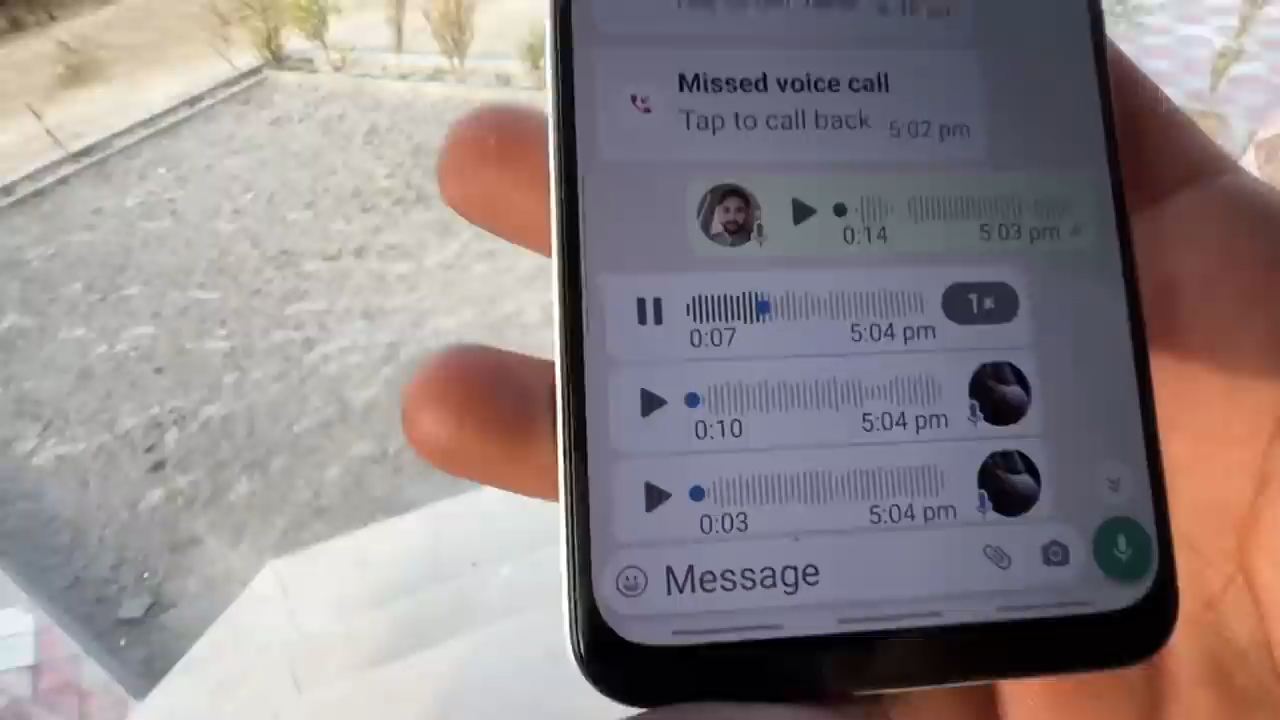 Missed voice call
Tap to call back 5:02 pm
0:14 5:03 pm
1×
0:07 5:04 pm
0:10 5:04 pm
0:03 5:04 pm
Message